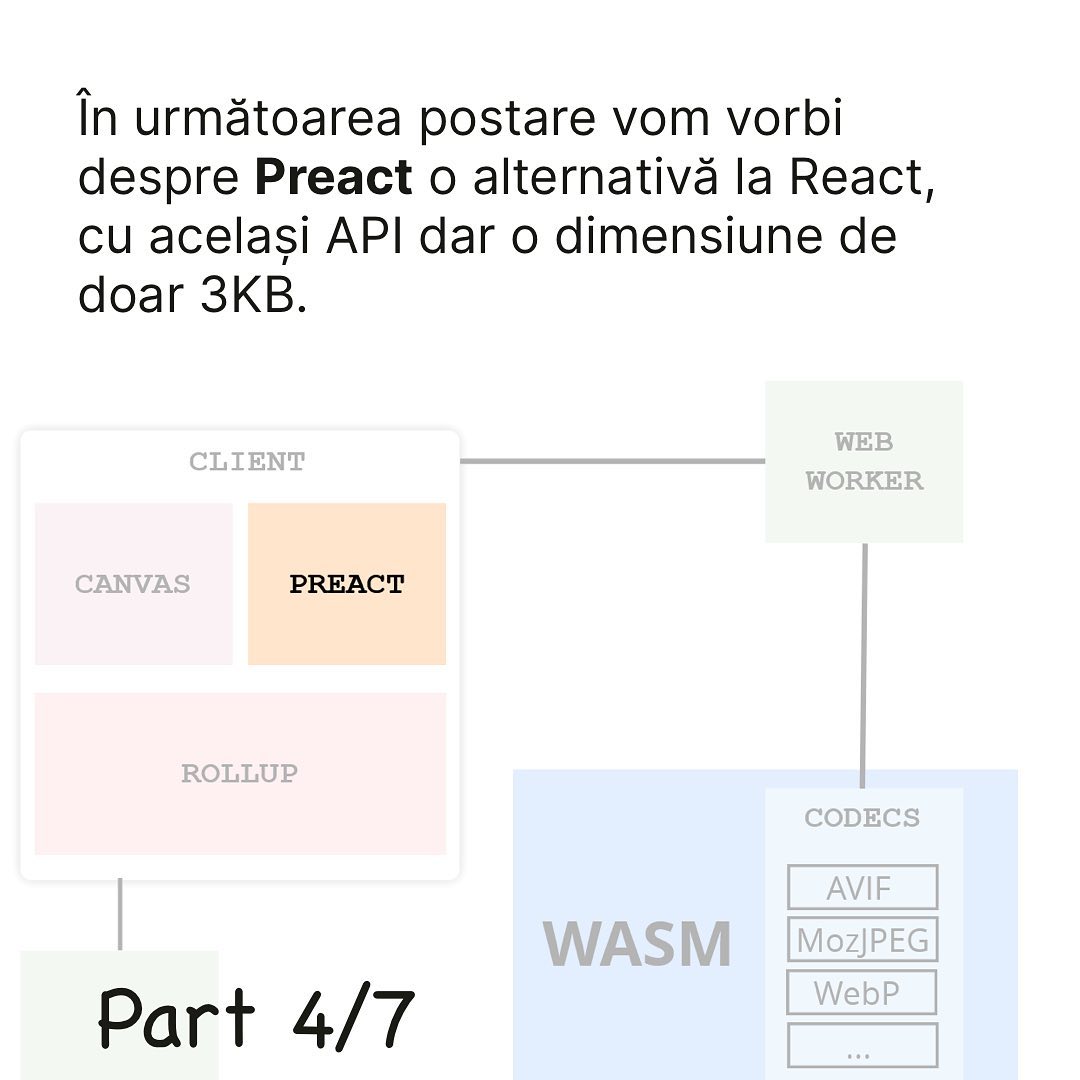 În următoarea postare vom vorbi
despre Preact o alternativă la React,
cu același API dar o dimensiune de
doar 3KB.
CLIENT
CANVAS
PREACT
ROLLUP
WEB
WORKER
WASM
CODECS
AVIF
MozJPEG
WebP
...
Part 4/7